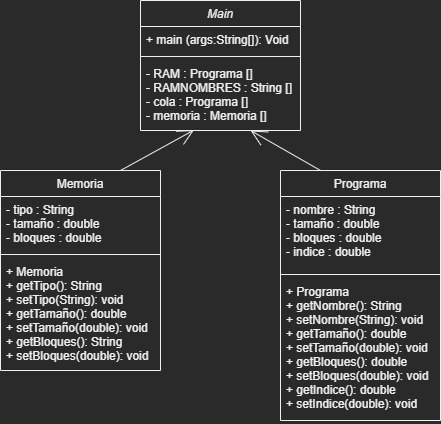 Main
+ main (args:String[]): Void
- RAM : Programa []
- RAMNOMBRES : String []
- cola : Programa []
- memoria : Memoria []
Memoria
- tipo : String
- tamaño : double
- bloques : double
+ Memoria
+ getTipo(): String
+ setTipo(String): void
+ getTamaño(): double
+ setTamaño(double): void
+ getBloques(): String
+ setBloques(double): void
Programa
- nombre : String
- tamaño : double
- bloques : double
- indice : double
+ Programa
+ getNombre(): String
+ setNombre(String): void
+ getTamaño(): double
+ setTamaño(double): void
+ getBloques(): double
+ setBloques(double): void
+ getIndice(): double
+ setIndice(double): void